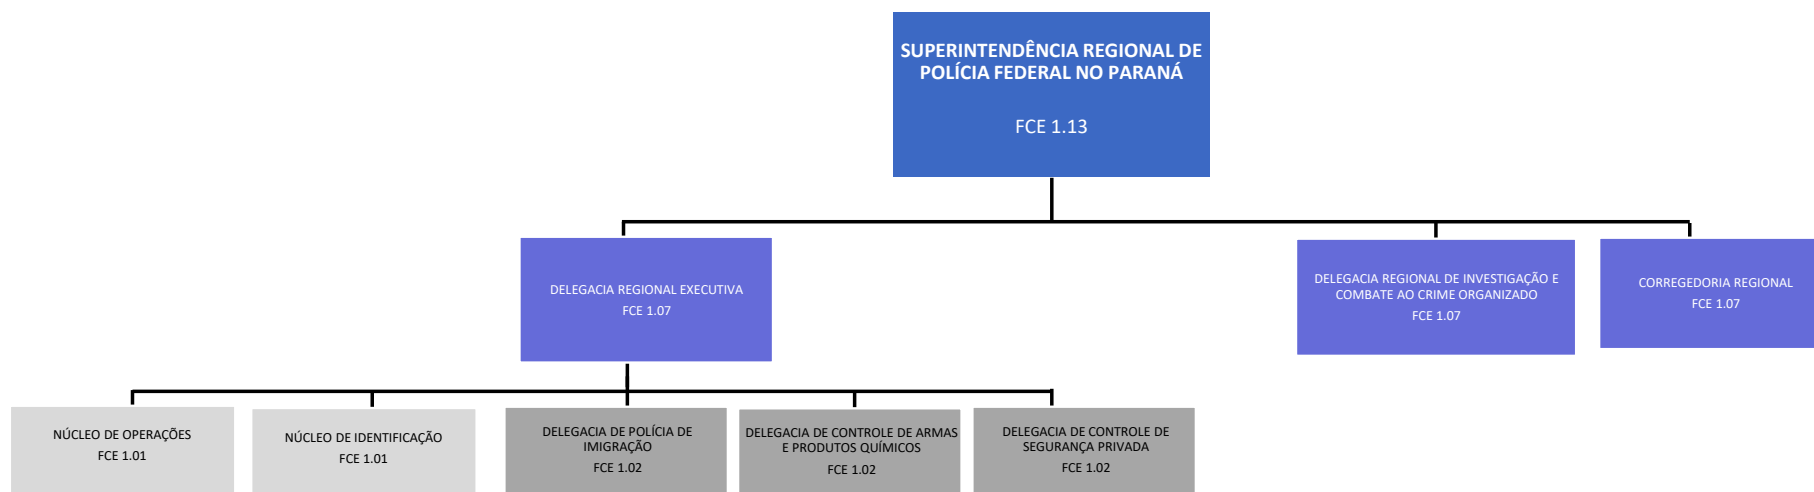 SUPERINTENDÊNCIA REGIONAL DE
POLÍCIA FEDERAL NO PARANÁ
FCE 1.13
DELEGACIA REGIONAL EXECUTIVA
FCE 1.07
DELEGACIA REGIONAL DE INVESTIGAÇÃO E
COMBATE AO CRIME ORGANIZADO
FCE 1.07
CORREGEDORIA REGIONAL
FCE 1.07
NÚCLEO DE OPERAÇÕES
FCE 1.01
NÚCLEO DE IDENTIFICAÇÃO
FCE 1.01
DELEGACIA DE POLÍCIA DE
IMIGRAÇÃO
FCE 1.02
DELEGACIA DE CONTROLE DE ARMAS
E PRODUTOS QUÍMICOS
FCE 1.02
DELEGACIA DE CONTROLE DE
SEGURANÇA PRIVADA
FCE 1.02